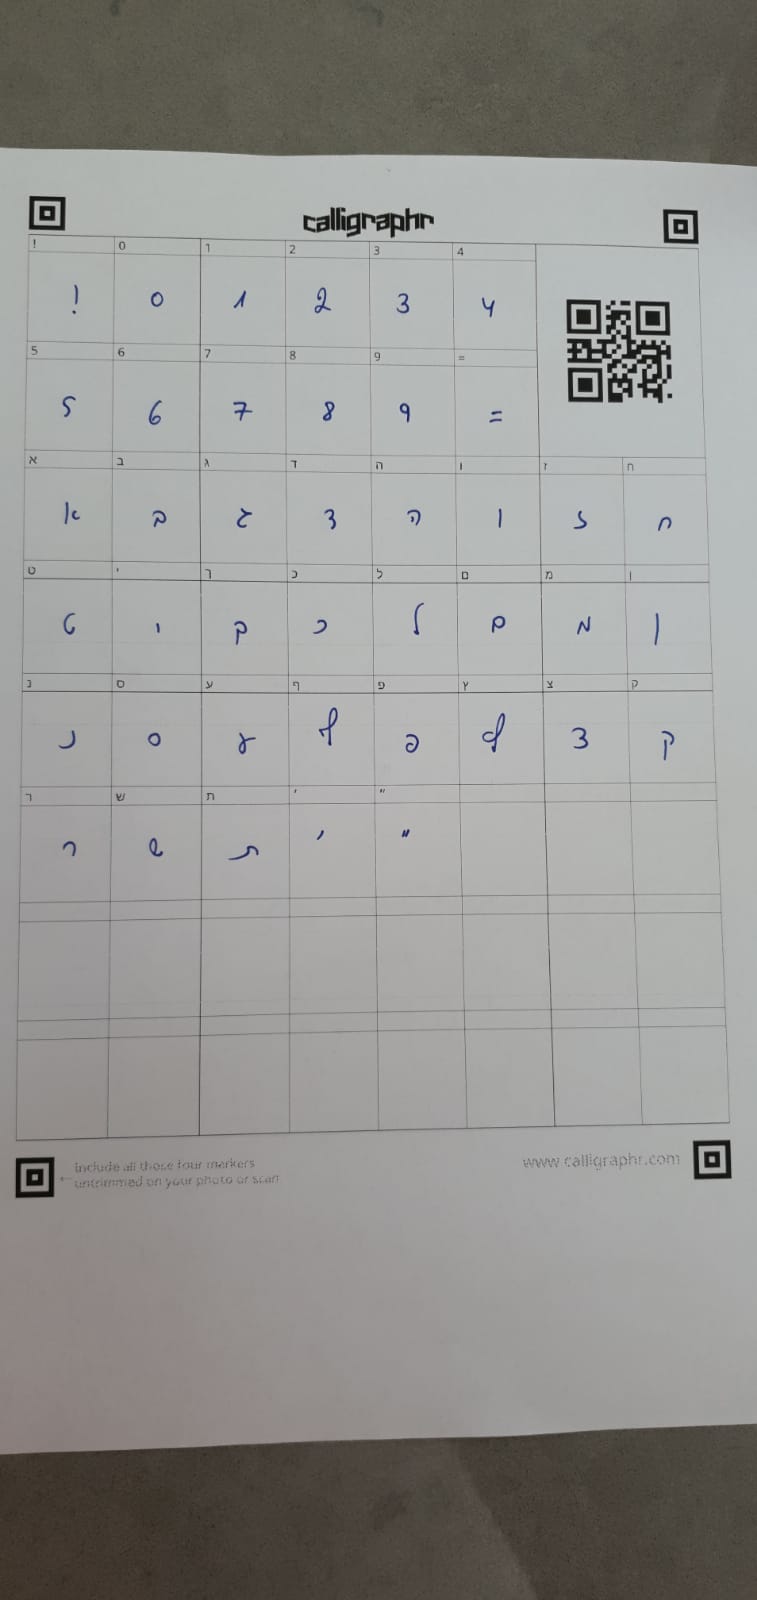 calligraphr
! 0 1 2 3 4
! 0 1 2 3 4
5 6 7 8 9 =
5 6 7 8 9 =
א ב ג ד ה ו ז ח
א ב ג ד ה ו ז ח
ט י ך כ ל ם מ ן
ט י ך כ ל ם מ ן
נ ס ע ף פ ץ צ ק
נ ס ע ף פ ץ צ ק
ר ש ת ׳ ״
ר ש ת ׳ ״
Include all those four markers
← untrimmed on your photo or scan
www.calligraphr.com